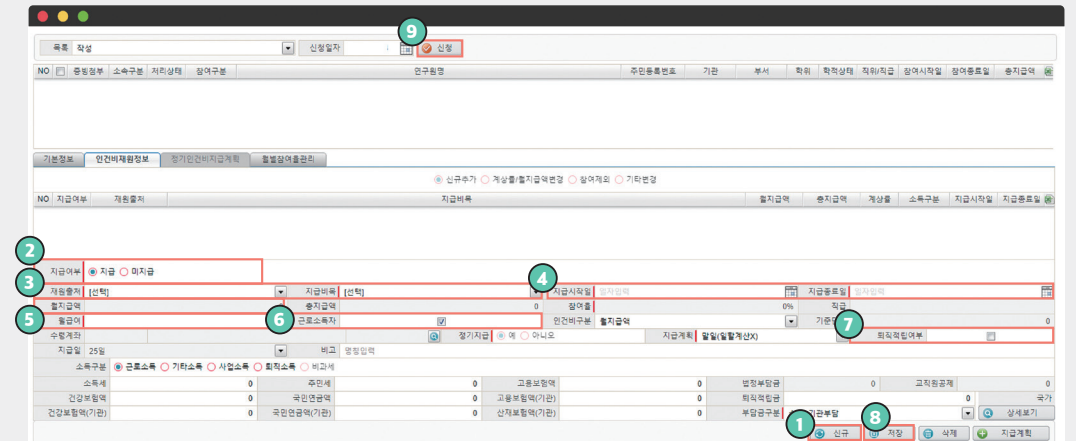 9
목록 작성 신청일자 신청
NO 증빙첨부 소속구분 처리상태 참여구분 연구원명 주민등록번호 기관 부서 학위 학적상태 직위/직급 참여시작일 참여종료일 총지급액
기본정보 인건비재원정보 정기인건비지급계획 월별참여율관리
신규추가 계상률/월지급액변경 참여제외 기타변경
NO 지급여부 재원출처 지급비목 월지급액 총지급액 계상률 소득구분 지급시작일 지급종료일
2
지급여부 지급 미지급
3 4
재원출처 [선택] 지급비목 [선택] 지급시작일 일자입력 지급종료일 일자입력
월지급액 총지급액 0 참여율 0% 직급
5 6 7
월급여 근로소득자 인건비구분 월지급액 0
수령계좌 정기지급 예 아니오 지급계획 말일(일할계산X) 퇴직적립여부
지급일 25일 비고 명령입력
소득구분 근로소득 기타소득 사업소득 퇴직소득 비과세
소득세 0 주민세 0 고용보험액 0 법정부담금 0 교직원공제 0
건강보험액 0 국민연금액 0 고용보험액(기관) 0 퇴직적립금 0 국가
건강보험액(기관) 0 국민연금액(기관) 0 산재보험액(기관) 0 부담금구분 기관부담 상세보기
1 8
신규 저장 삭제 지급계획